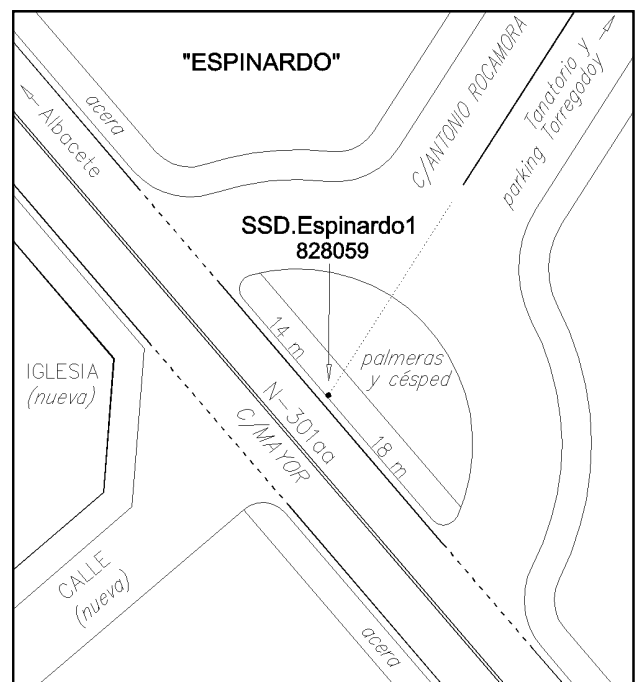 "ESPINARDO"
acera
Albacete
C/ANTONIO ROCAMORA
Tanatorio y
parking Torregodoy
SSD.Espinardo1
828059
14 m
palmeras
y césped
IGLESIA
(nueva)
N-301aa
C/MAYOR
18 m
CALLE
(nueva)
acera